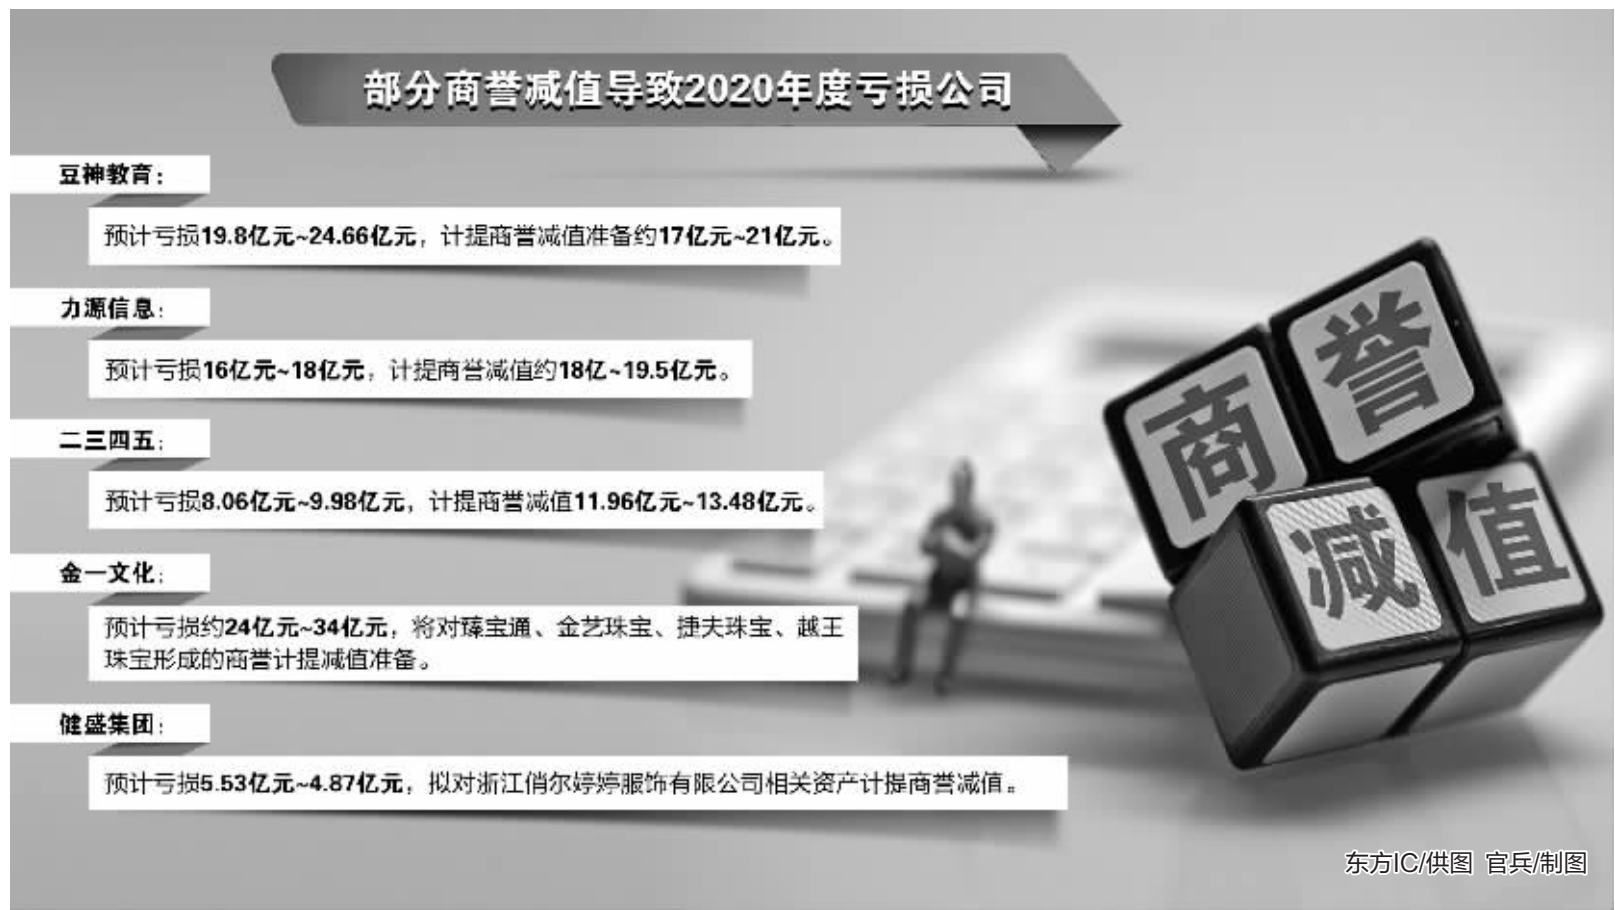 部分商誉减值导致2020年度亏损公司
豆神教育：
预计亏损19.8亿元~24.66亿元，计提商誉减值准备约17亿元~21亿元。
力源信息：
预计亏损16亿元~18亿元，计提商誉减值约18亿~19.5亿元。
二三四五：
预计亏损8.06亿元~9.98亿元，计提商誉减值11.96亿元~13.48亿元。
金一文化：
预计亏损约24亿元~34亿元，将对臻宝通、金艺珠宝、捷夫珠宝、越王
珠宝形成的商誉计提减值准备。
健盛集团：
预计亏损5.53亿元~4.87亿元，拟对浙江俏尔婷婷服饰有限公司相关资产计提商誉减值。
商誉
减值
东方IC/供图 官兵/制图